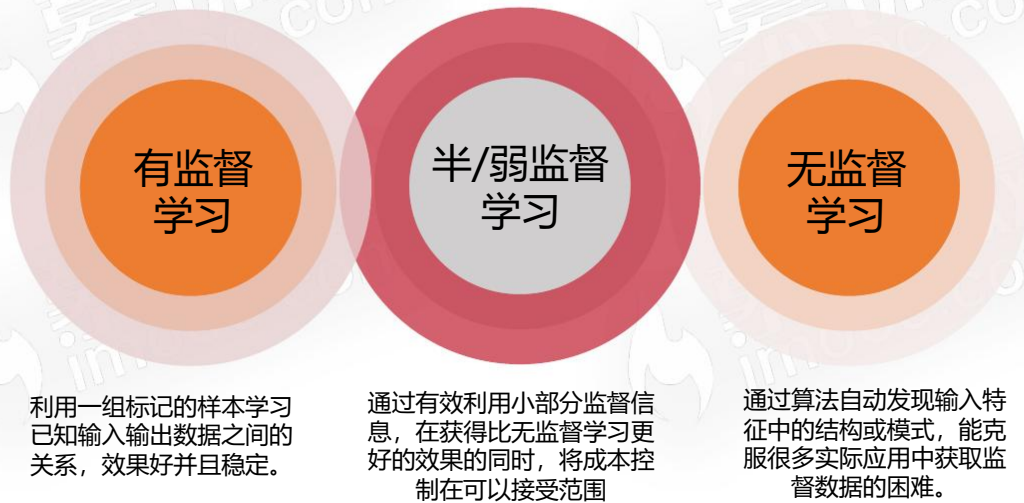 有监督
学习
半/弱监督
学习
无监督
学习
利用一组标记的样本学习
已知输入输出数据之间的
关系，效果好并且稳定。
通过有效利用小部分监督信
息，在获得比无监督学习更
好的效果的同时，将成本控
制在可以接受范围
通过算法自动发现输入特
征中的结构或模式，能克
服很多实际应用中获取监
督数据的困难。